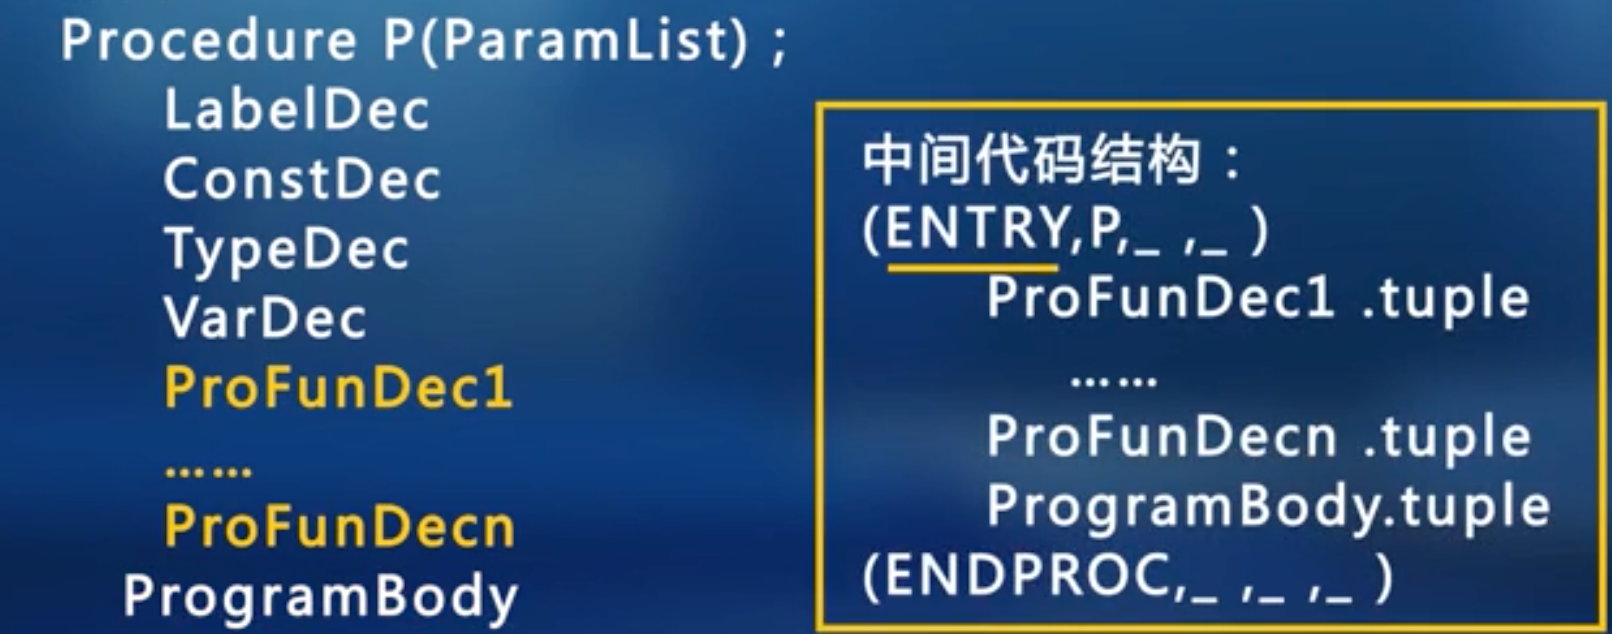 Procedure P(ParamList) ;
LabelDec
ConstDec
TypeDec
VarDec
ProFunDec1
……
ProFunDecn
ProgramBody
中间代码结构：
(ENTRY,P,_ ,_ )
ProFunDec1 .tuple
……
ProFunDecn .tuple
ProgramBody.tuple
(ENDPROC,_ ,_ ,_ )